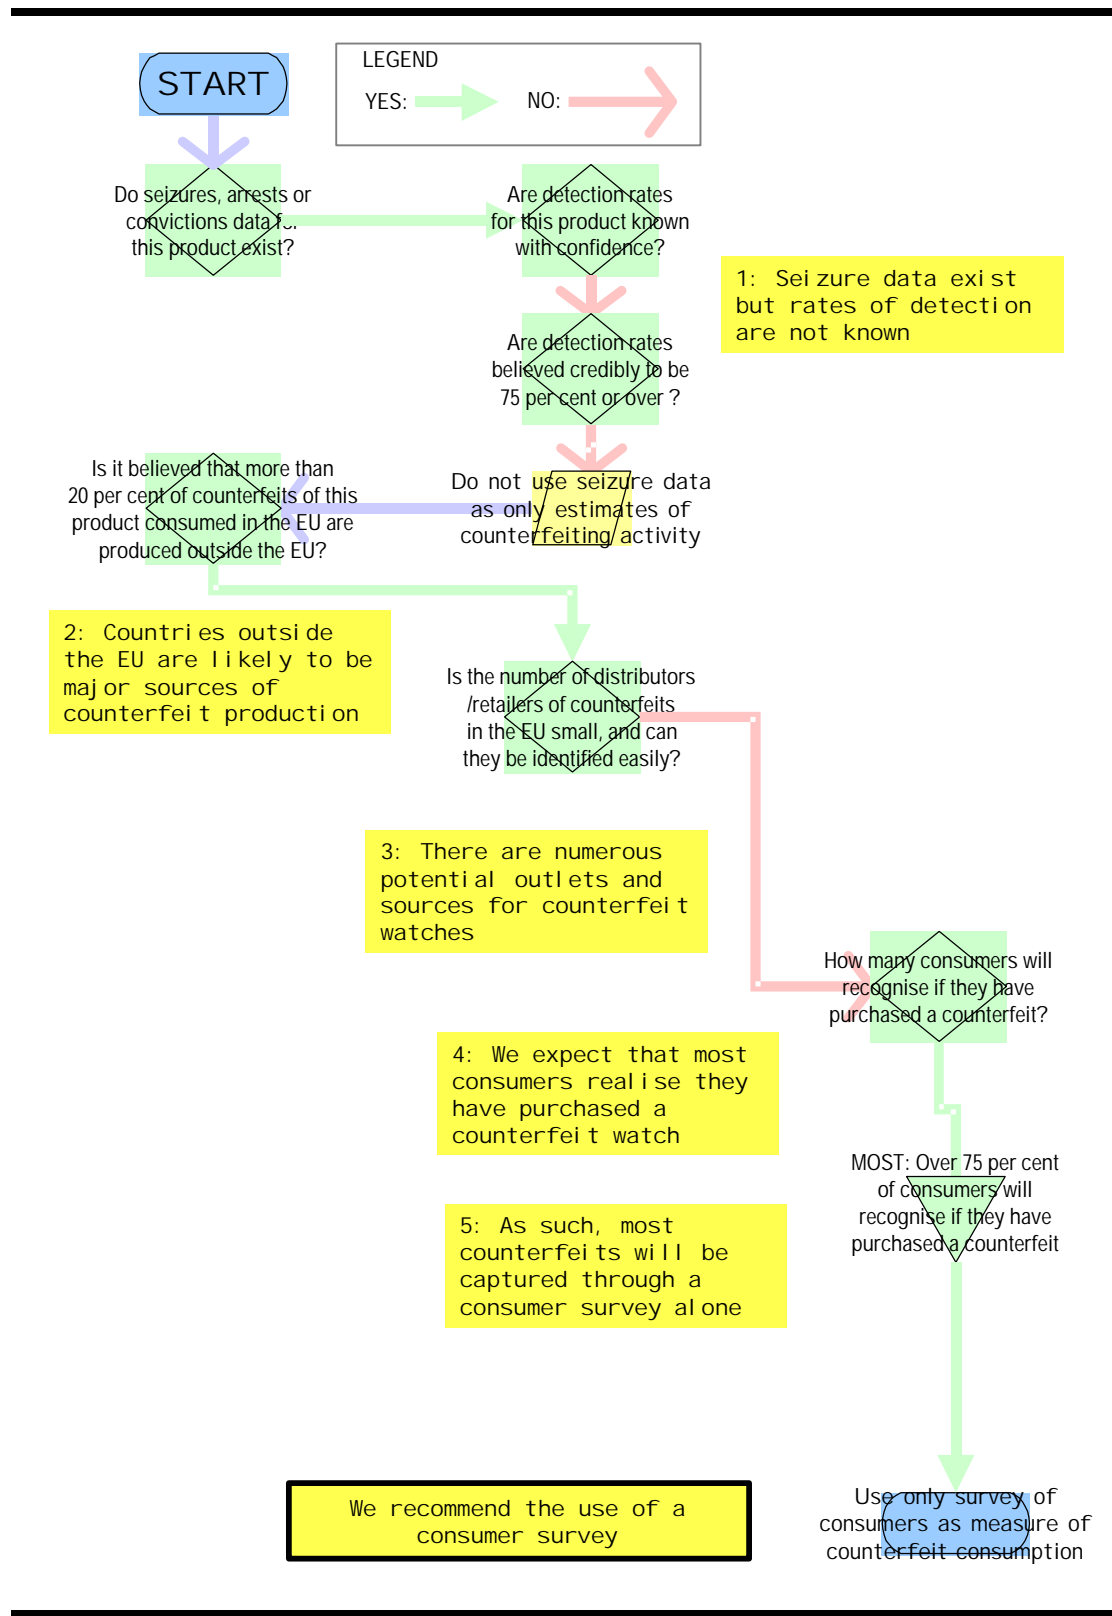 START
LEGEND
YES:
NO:
Do seizures, arrests or
convictions data for
this product exist?
Are detection rates
for this product known
with confidence?
1: Seizure data exist
but rates of detection
are not known
Are detection rates
believed credibly to be
75 per cent or over ?
Is it believed that more than
20 per cent of counterfeits of this
product consumed in the EU are
produced outside the EU?
Do not use seizure data
as only estimates of
counterfeiting activity
2: Countries outside
the EU are likely to be
major sources of
counterfeit production
Is the number of distributors
/retailers of counterfeits
in the EU small, and can
they be identified easily?
3: There are numerous
potential outlets and
sources for counterfeit
watches
How many consumers will
recognise if they have
purchased a counterfeit?
4: We expect that most
consumers realise they
have purchased a
counterfeit watch
MOST: Over 75 per cent
of consumers will
recognise if they have
purchased a counterfeit
5: As such, most
counterfeits will be
captured through a
consumer survey alone
We recommend the use of a
consumer survey
Use only survey of
consumers as measure of
counterfeit consumption